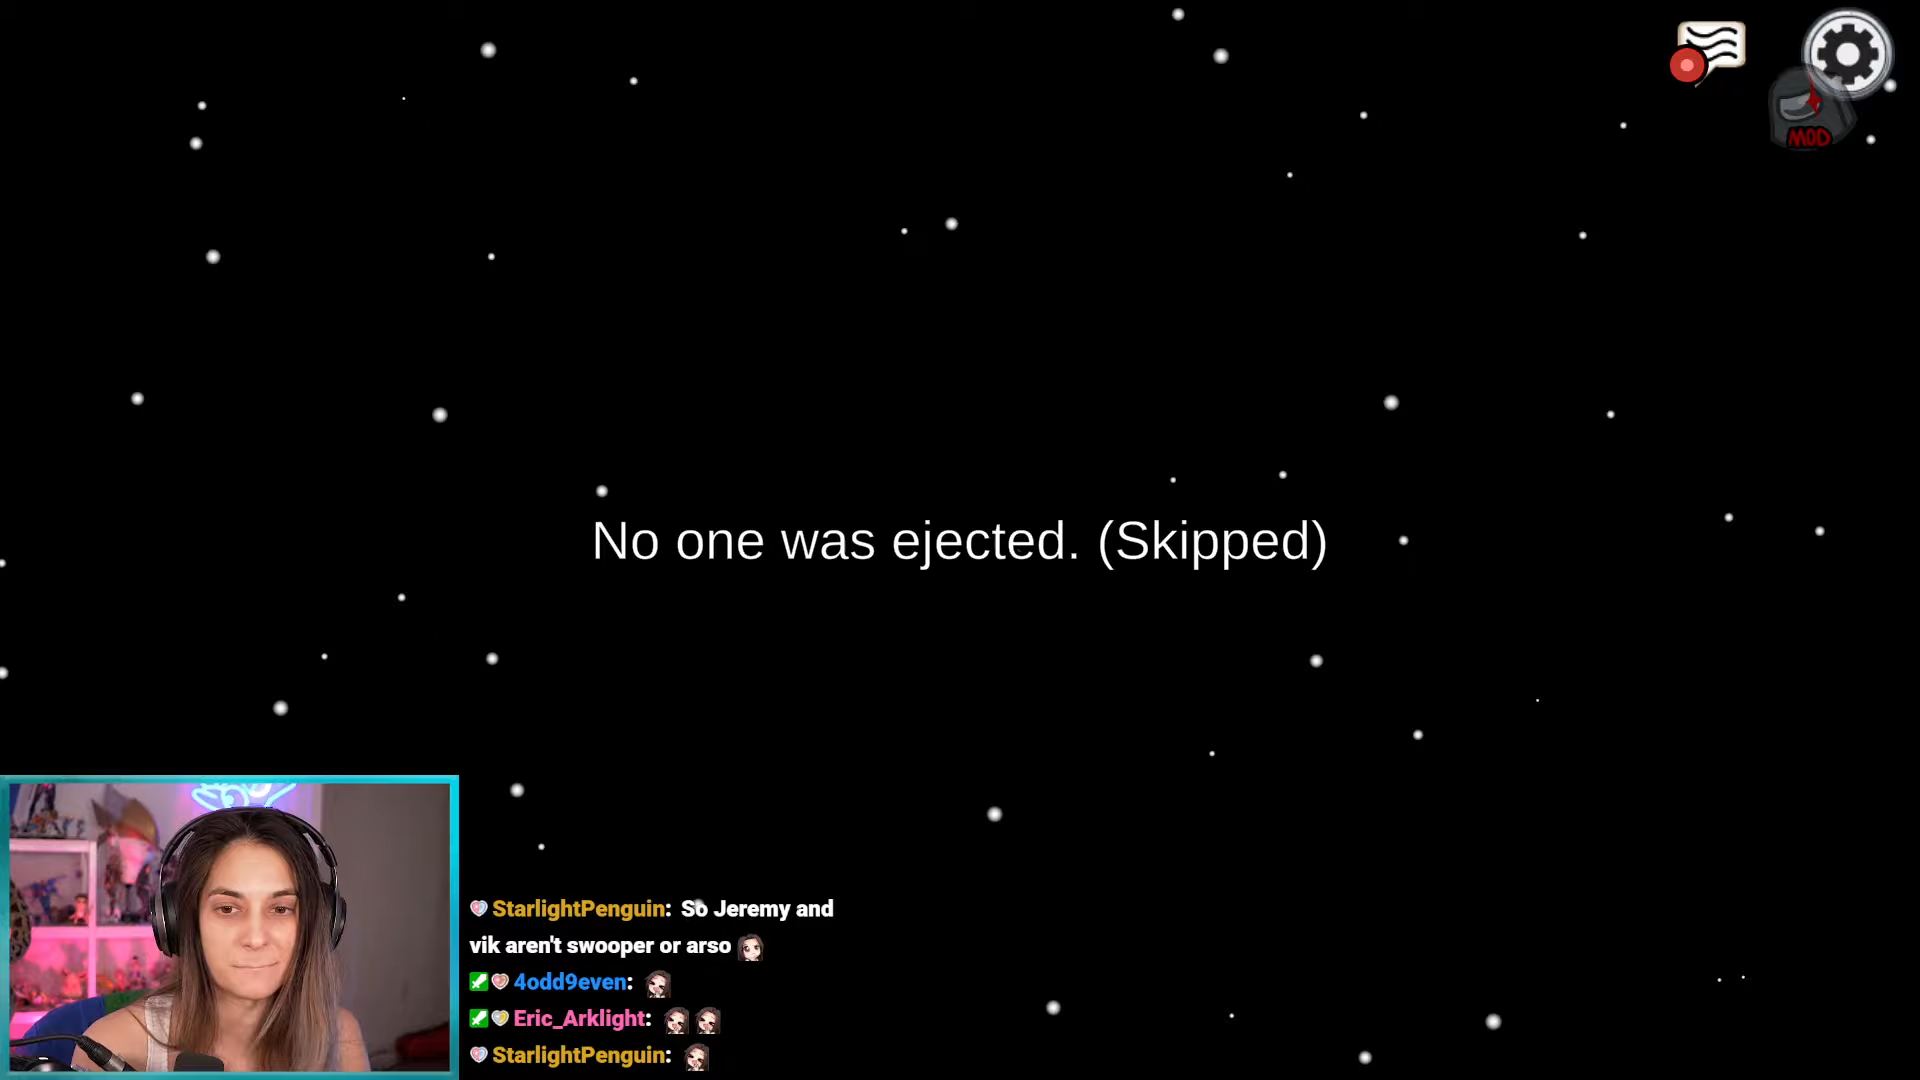 MOD
No one was ejected. (Skipped)
StarlightPenguin: So Jeremy and
vik aren't swooper or arso
4odd9even:
Eric_Arklight:
StarlightPenguin: